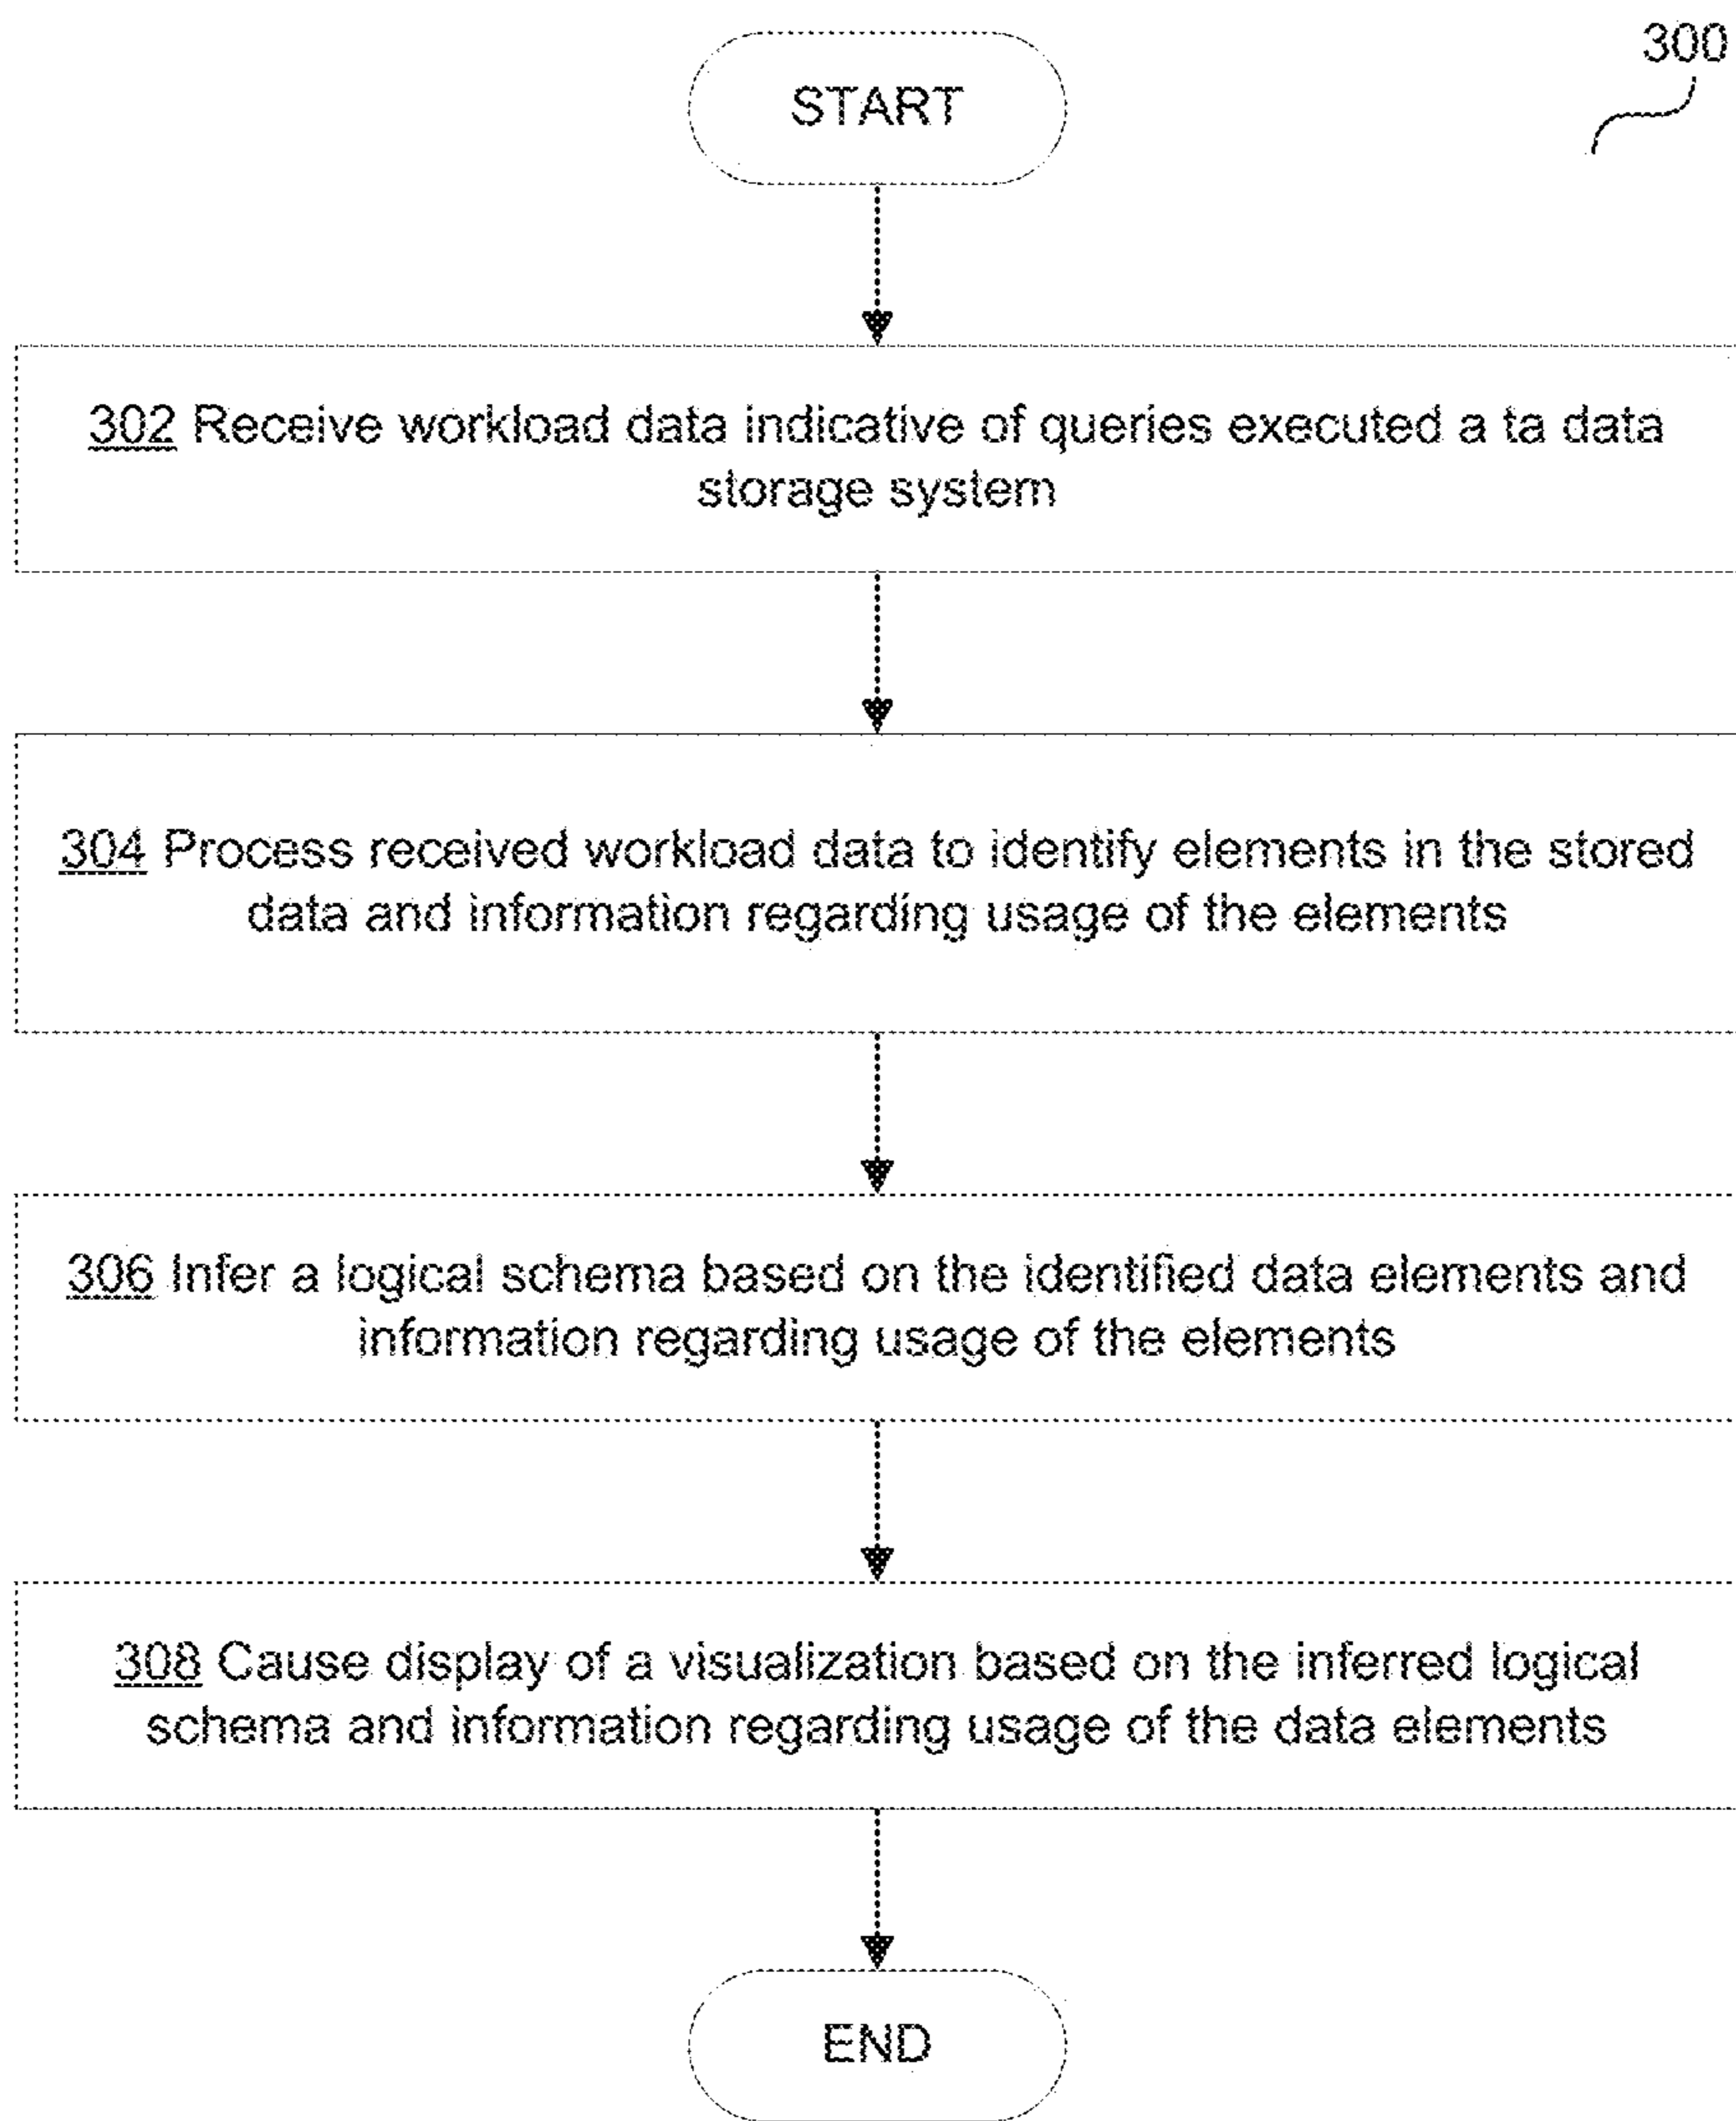 300
START
302 Receive workload data indicative of queries executed a ta data
storage system
304 Process received workload data to identify elements in the stored
data and information regarding usage of the elements
306 Infer a logical schema based on the identified data elements and
information regarding usage of the elements
308 Cause display of a visualization based on the inferred logical
schema and information regarding usage of the data elements
END